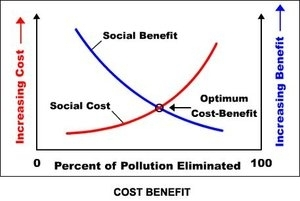 Increasing Cost
Social Benefit
Social Cost
Optimum
Cost-Benefit
Increasing Benefit
0
Percent of Pollution Eliminated
100
COST BENEFIT